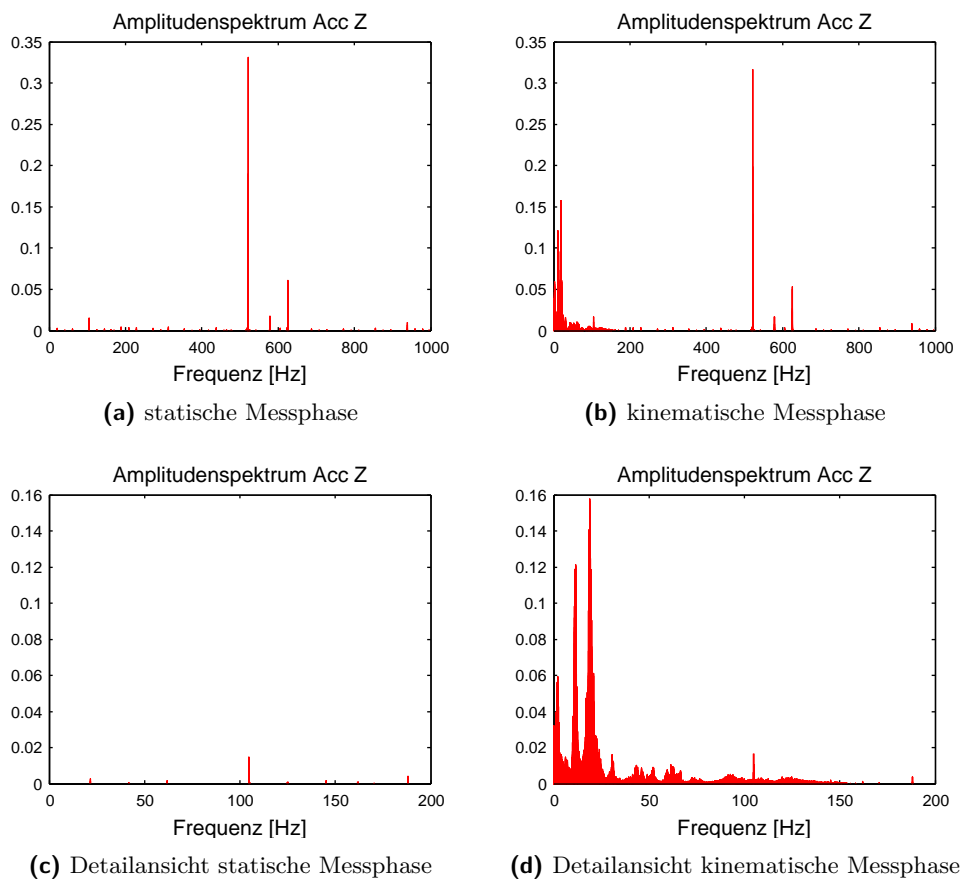 Amplitudenspektrum Acc Z
0.35
0.3
0.25
0.2
0.15
0.1
0.05
0
0 200 400 600 800 1000
Frequenz [Hz]
(a) statische Messphase
Amplitudenspektrum Acc Z
0.35
0.3
0.25
0.2
0.15
0.1
0.05
0
0 200 400 600 800 1000
Frequenz [Hz]
(b) kinematische Messphase
Amplitudenspektrum Acc Z
0.16
0.14
0.12
0.1
0.08
0.06
0.04
0.02
0
0 50 100 150 200
Frequenz [Hz]
(c) Detailansicht statische Messphase
Amplitudenspektrum Acc Z
0.16
0.14
0.12
0.1
0.08
0.06
0.04
0.02
0
0 50 100 150 200
Frequenz [Hz]
(d) Detailansicht kinematische Messphase